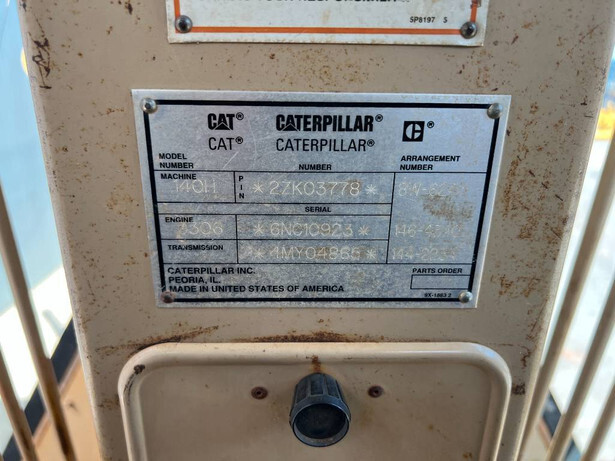 5P8197 5
CAT® CATERPILLAR® C®
CAT® CATERPILLAR®
MODEL NUMBER NUMBER ARRANGEMENT NUMBER
MACHINE 140H PIN *2ZK03778*
SERIAL
ENGINE 3306 *6NC10923*
TRANSMISSION *4MY04865*
CATERPILLAR INC. PARTS ORDER
PEORIA, IL.
MADE IN UNITED STATES OF AMERICA